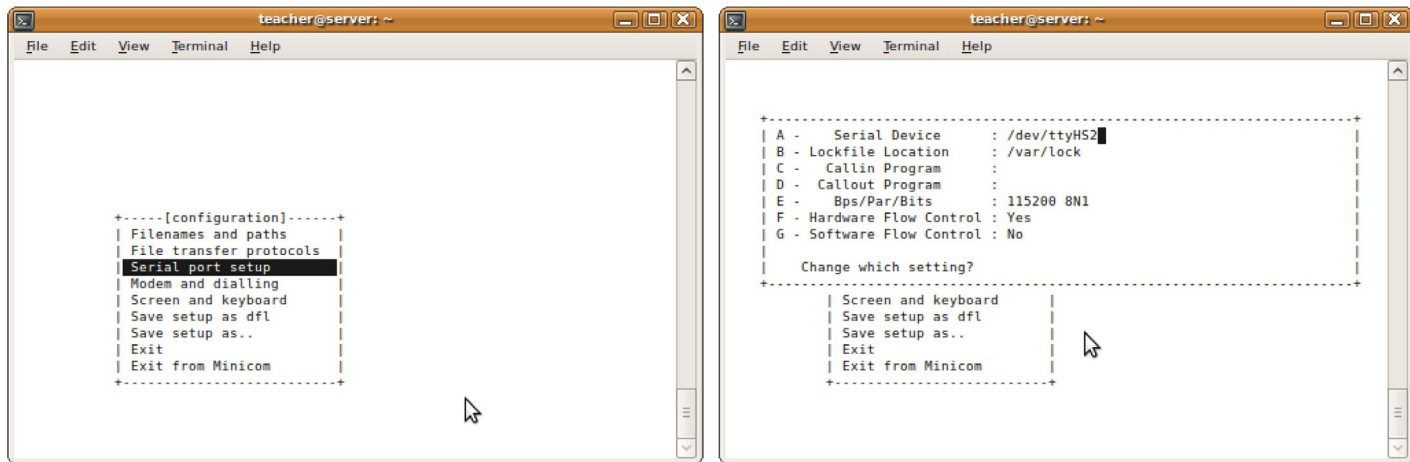 teacher@server: ~
File Edit View Terminal Help
+-----[configuration]------+
| Filenames and paths |
| File transfer protocols |
| Serial port setup |
| Modem and dialling |
| Screen and keyboard |
| Save setup as dfl |
| Save setup as.. |
| Exit |
| Exit from Minicom |
+--------------------------+
teacher@server: ~
File Edit View Terminal Help
+-----------------------------------------------------------------------+
| A - Serial Device : /dev/ttyHS2 |
| B - Lockfile Location : /var/lock |
| C - Callin Program : |
| D - Callout Program : |
| E - Bps/Par/Bits : 115200 8N1 |
| F - Hardware Flow Control : Yes |
| G - Software Flow Control : No |
| |
| Change which setting? |
+-----------------------------------------------------------------------+
| Screen and keyboard |
| Save setup as dfl |
| Save setup as.. |
| Exit |
| Exit from Minicom |
+--------------------------+